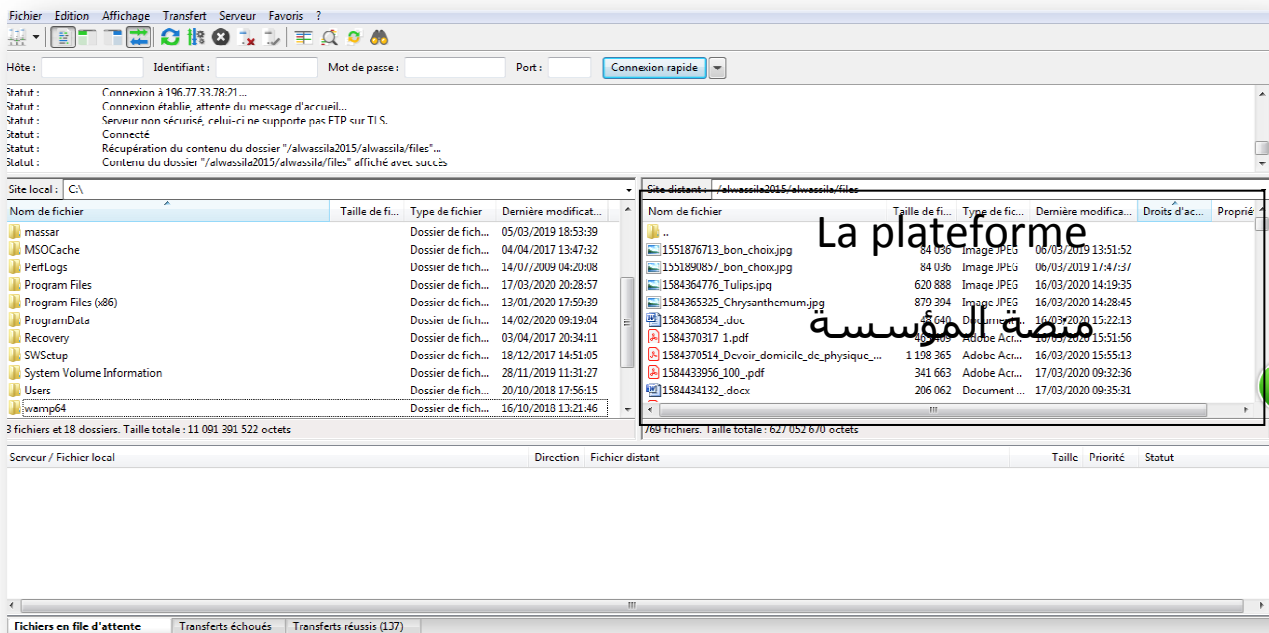 Fichier Edition Affichage Transfert Serveur Favoris ?
Hôte : Identifiant : Mot de passe : Port : Connexion rapide
Statut : Connexion à 196.77.33.78:21...
Statut : Connexion établie, attente du message d'accueil...
Statut : Serveur non sécurisé, celui-ci ne supporte pas FTP sur TLS.
Statut : Connecté
Statut : Récupération du contenu du dossier "/alwassila2015/alwassila/files"...
Statut : Contenu du dossier "/alwassila2015/alwassila/files" affiché avec succès
Site local : C:\
Nom de fichier Taille de fi... Type de fichier Dernière modificat...
massar Dossier de fich... 05/03/2019 18:53:39
MSOCache Dossier de fich... 04/04/2017 13:47:32
PerfLogs Dossier de fich... 14/07/2009 04:20:08
Program Files Dossier de fich... 17/03/2020 20:28:57
Program Files (x86) Dossier de fich... 13/01/2020 17:59:39
ProgramData Dossier de fich... 14/02/2020 09:19:04
Recovery Dossier de fich... 03/04/2017 20:34:11
SWSetup Dossier de fich... 18/12/2017 14:51:05
System Volume Information Dossier de fich... 28/11/2019 11:31:27
Users Dossier de fich... 20/10/2018 17:56:15
wamp64 Dossier de fich... 16/10/2018 13:21:46
3 fichiers et 18 dossiers. Taille totale : 11 091 391 522 octets
Site distant : /alwassila2015/alwassila/files
Nom de fichier Taille de fi... Type de fic... Dernière modifica... Droits d'ac... Proprié
..
La plateforme
1551876713_bon_choix.jpg 84 036 Image JPEG 06/03/2019 13:51:52
1551890857_bon_choix.jpg 84 036 Image JPEG 06/03/2019 17:47:37
1584364776_Tulips.jpg 620 888 Image JPEG 16/03/2020 14:19:35
1584365325_Chrysanthemum.jpg 879 394 Image JPEG 16/03/2020 14:28:45
منصة المؤسسة
1584368534_.doc 48 640 Document ... 16/03/2020 15:22:13
1584370317 1.pdf Adobe Acr... 16/03/2020 15:51:56
1584370514_Devoir_domicile_de_physique_... 1 198 365 Adobe Acr... 16/03/2020 15:55:13
1584433956_100_.pdf 341 663 Adobe Acr... 17/03/2020 09:32:36
1584434132_.docx 206 062 Document ... 17/03/2020 09:35:31
769 fichiers. Taille totale : 627 052 670 octets
Serveur / Fichier local Direction Fichier distant Taille Priorité Statut
Fichiers en file d'attente Transferts échoués Transferts réussis (137)